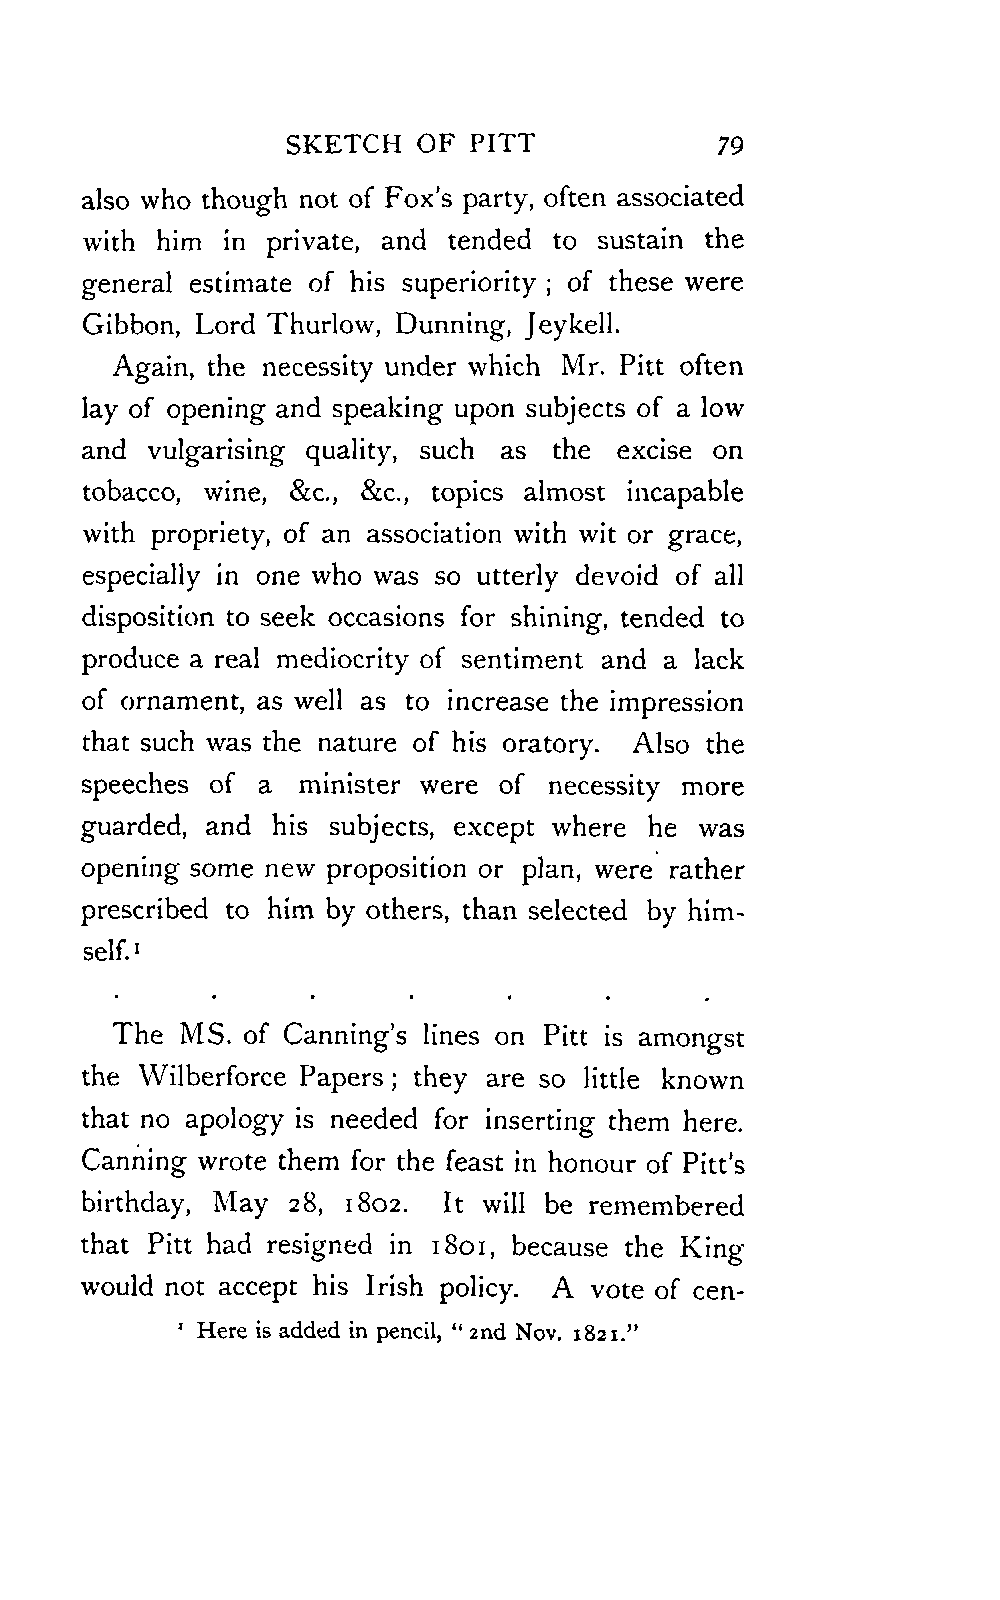 SKETCH OF PITT 79
also who though not of Fox's party, often associated
with him in private, and tended to sustain the
general estimate of his superiority ; of these were
Gibbon, Lord Thurlow, Dunning, Jeykell.
Again, the necessity under which Mr. Pitt often
lay of opening and speaking upon subjects of a low
and vulgarising quality, such as the excise on
tobacco, wine, &c., &c., topics almost incapable
with propriety, of an association with wit or grace,
especially in one who was so utterly devoid of all
disposition to seek occasions for shining, tended to
produce a real mediocrity of sentiment and a lack
of ornament, as well as to increase the impression
that such was the nature of his oratory. Also the
speeches of a minister were of necessity more
guarded, and his subjects, except where he was
opening some new proposition or plan, were rather
prescribed to him by others, than selected by him-
self.¹
. . . . . . .
The MS. of Canning's lines on Pitt is amongst
the Wilberforce Papers ; they are so little known
that no apology is needed for inserting them here.
Canning wrote them for the feast in honour of Pitt's
birthday, May 28, 1802. It will be remembered
that Pitt had resigned in 1801, because the King
would not accept his Irish policy. A vote of cen-
¹ Here is added in pencil, "2nd Nov. 1821."